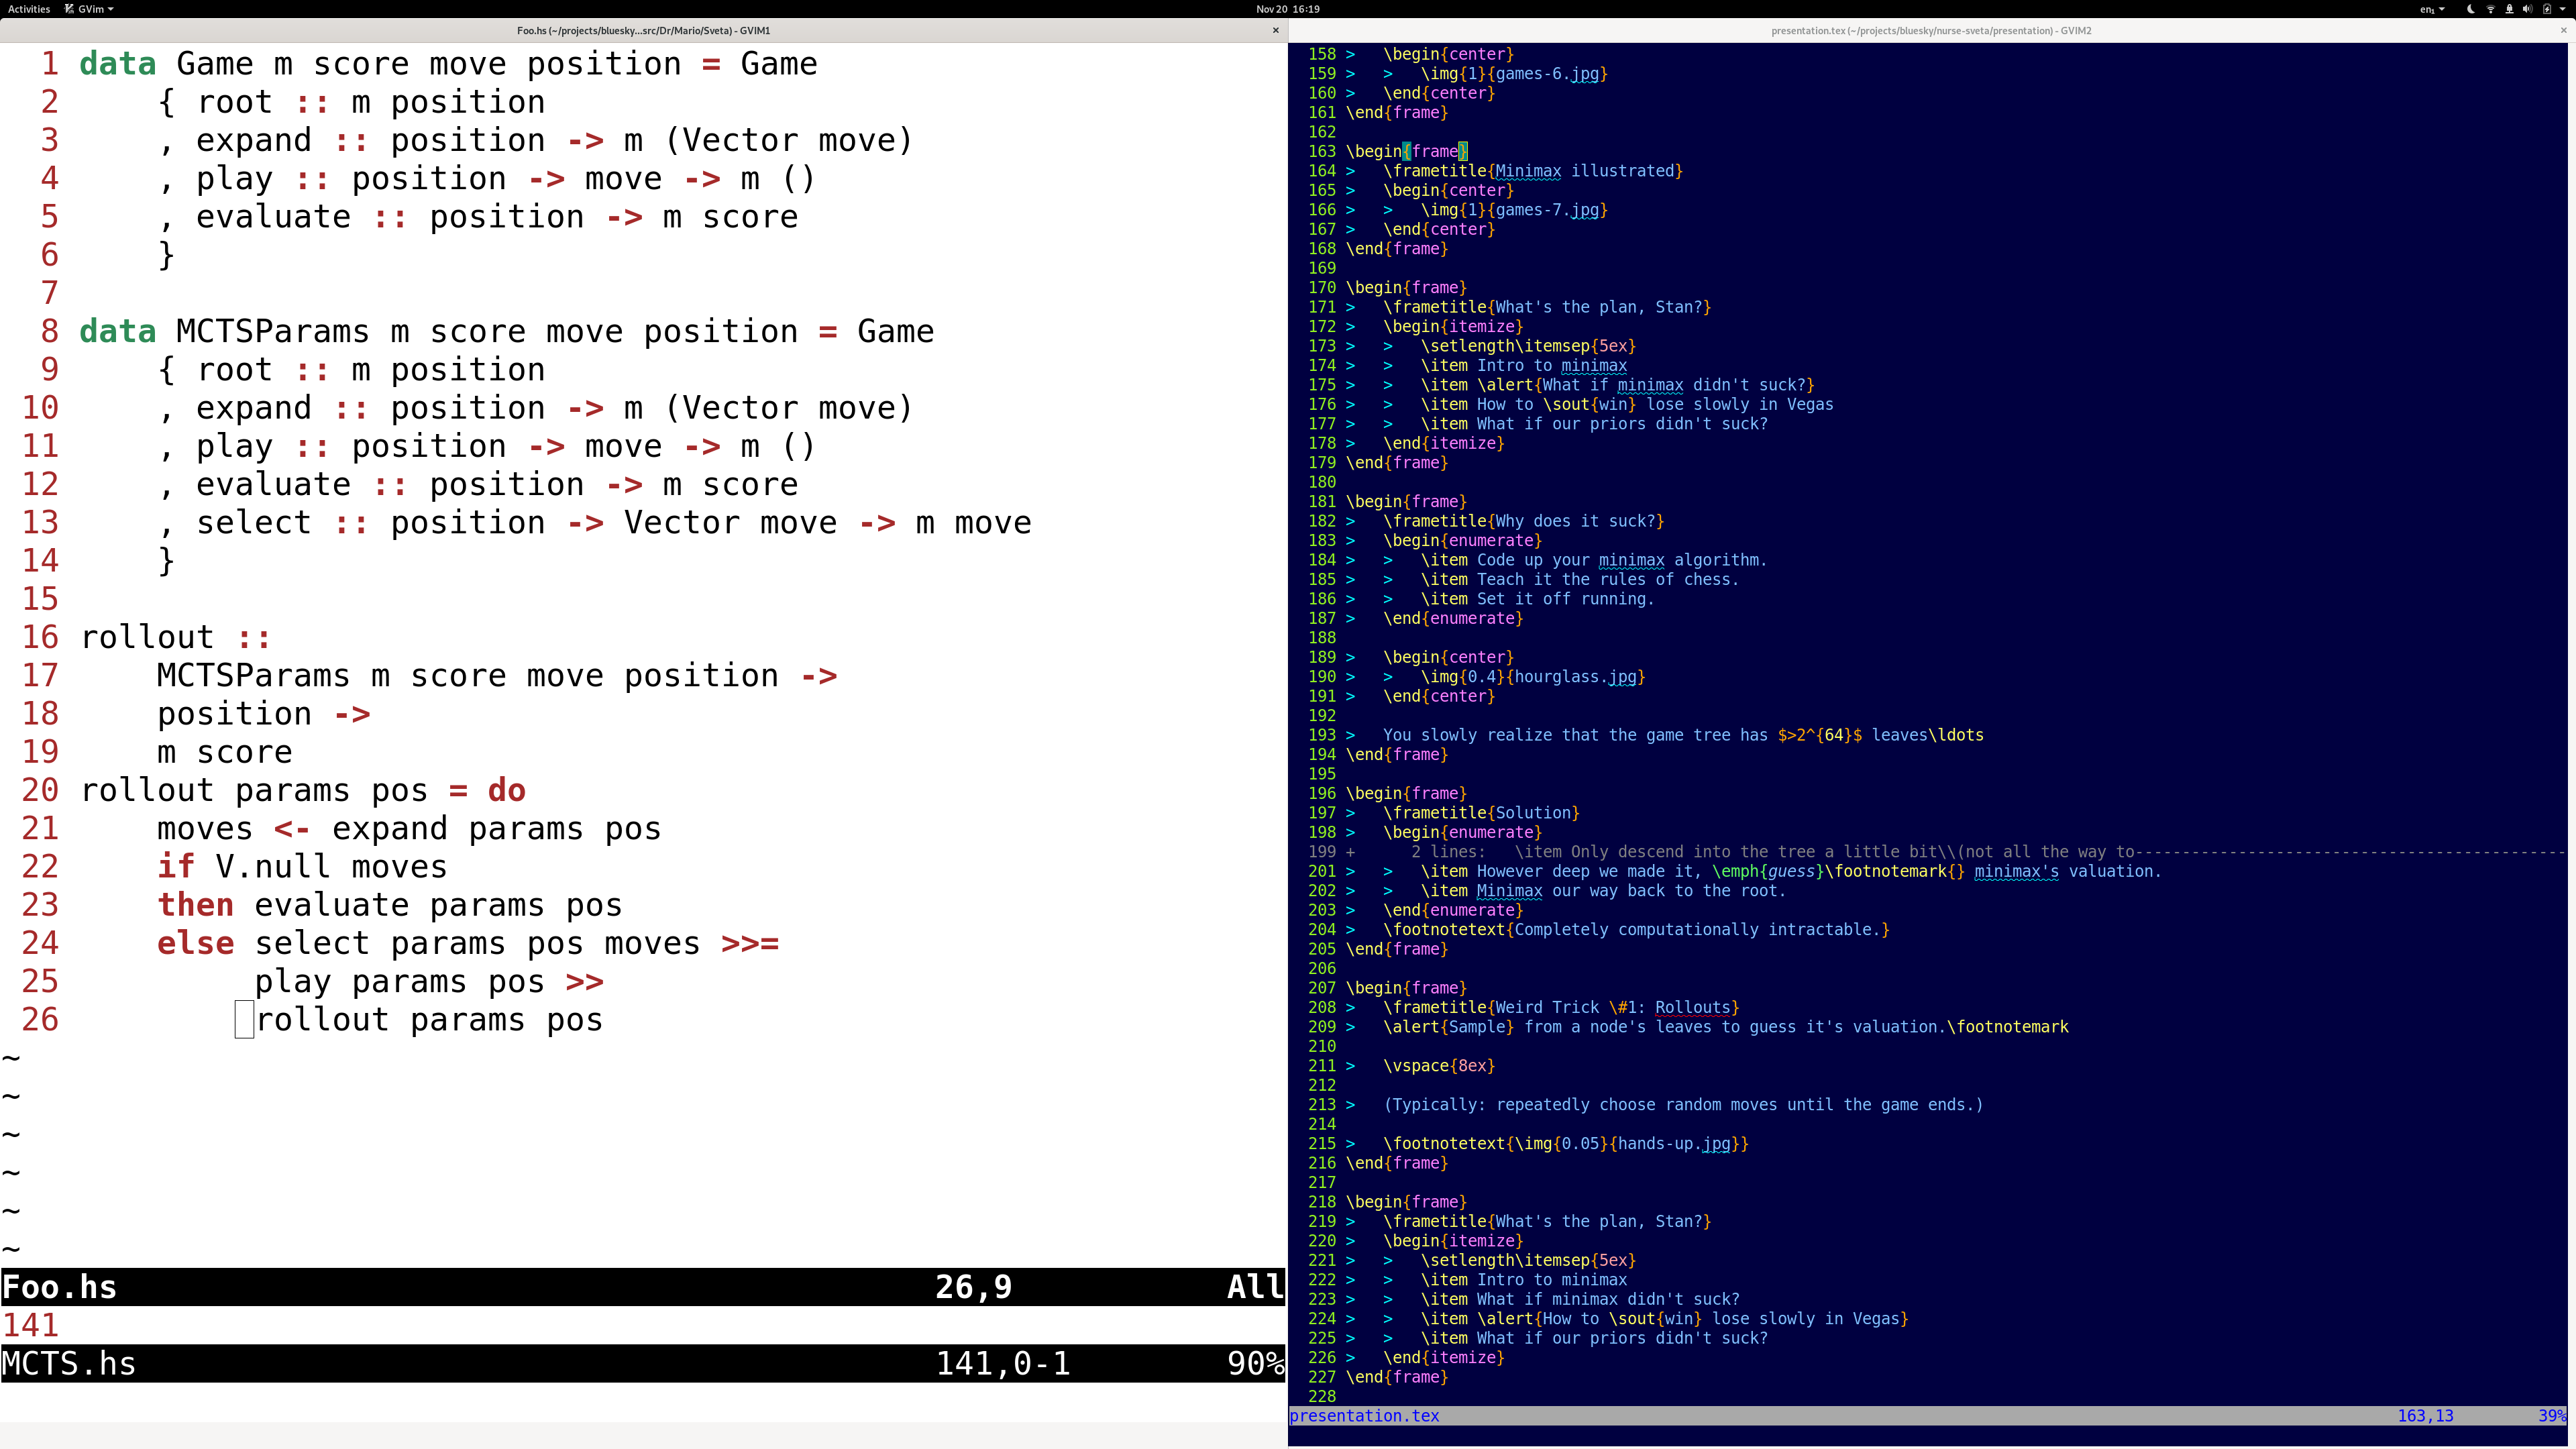 Activities GVim Nov 20 16:19 en₁
Foo.hs (~/projects/bluesky...src/Dr/Mario/Sveta) - GVIM1 ×
1 data Game m score move position = Game
2     { root :: m position
3     , expand :: position -> m (Vector move)
4     , play :: position -> move -> m ()
5     , evaluate :: position -> m score
6     }
7
8 data MCTSParams m score move position = Game
9     { root :: m position
10     , expand :: position -> m (Vector move)
11     , play :: position -> move -> m ()
12     , evaluate :: position -> m score
13     , select :: position -> Vector move -> m move
14     }
15
16 rollout ::
17     MCTSParams m score move position ->
18     position ->
19     m score
20 rollout params pos = do
21     moves <- expand params pos
22     if V.null moves
23     then evaluate params pos
24     else select params pos moves >>=
25          play params pos >>
26          rollout params pos
~
~
~
~
~
~
Foo.hs 26,9 All
141
MCTS.hs 141,0-1 90%
presentation.tex (~/projects/bluesky/nurse-sveta/presentation) - GVIM2 ×
158 >   \begin{center}
159 >   >   \img{1}{games-6.jpg}
160 >   \end{center}
161 \end{frame}
162
163 \begin{frame}
164 >   \frametitle{Minimax illustrated}
165 >   \begin{center}
166 >   >   \img{1}{games-7.jpg}
167 >   \end{center}
168 \end{frame}
169
170 \begin{frame}
171 >   \frametitle{What's the plan, Stan?}
172 >   \begin{itemize}
173 >   >   \setlength\itemsep{5ex}
174 >   >   \item Intro to minimax
175 >   >   \item \alert{What if minimax didn't suck?}
176 >   >   \item How to \sout{win} lose slowly in Vegas
177 >   >   \item What if our priors didn't suck?
178 >   \end{itemize}
179 \end{frame}
180
181 \begin{frame}
182 >   \frametitle{Why does it suck?}
183 >   \begin{enumerate}
184 >   >   \item Code up your minimax algorithm.
185 >   >   \item Teach it the rules of chess.
186 >   >   \item Set it off running.
187 >   \end{enumerate}
188
189 >   \begin{center}
190 >   >   \img{0.4}{hourglass.jpg}
191 >   \end{center}
192
193 >   You slowly realize that the game tree has $>2^{64}$ leaves\ldots
194 \end{frame}
195
196 \begin{frame}
197 >   \frametitle{Solution}
198 >   \begin{enumerate}
199 +      2 lines:   \item Only descend into the tree a little bit\\(not all the way to----------------------------------------------
201 >   >   \item However deep we made it, \emph{guess}\footnotemark{} minimax's valuation.
202 >   >   \item Minimax our way back to the root.
203 >   \end{enumerate}
204 >   \footnotetext{Completely computationally intractable.}
205 \end{frame}
206
207 \begin{frame}
208 >   \frametitle{Weird Trick \#1: Rollouts}
209 >   \alert{Sample} from a node's leaves to guess it's valuation.\footnotemark
210
211 >   \vspace{8ex}
212
213 >   (Typically: repeatedly choose random moves until the game ends.)
214
215 >   \footnotetext{\img{0.05}{hands-up.jpg}}
216 \end{frame}
217
218 \begin{frame}
219 >   \frametitle{What's the plan, Stan?}
220 >   \begin{itemize}
221 >   >   \setlength\itemsep{5ex}
222 >   >   \item Intro to minimax
223 >   >   \item What if minimax didn't suck?
224 >   >   \item \alert{How to \sout{win} lose slowly in Vegas}
225 >   >   \item What if our priors didn't suck?
226 >   \end{itemize}
227 \end{frame}
228
presentation.tex 163,13 39%